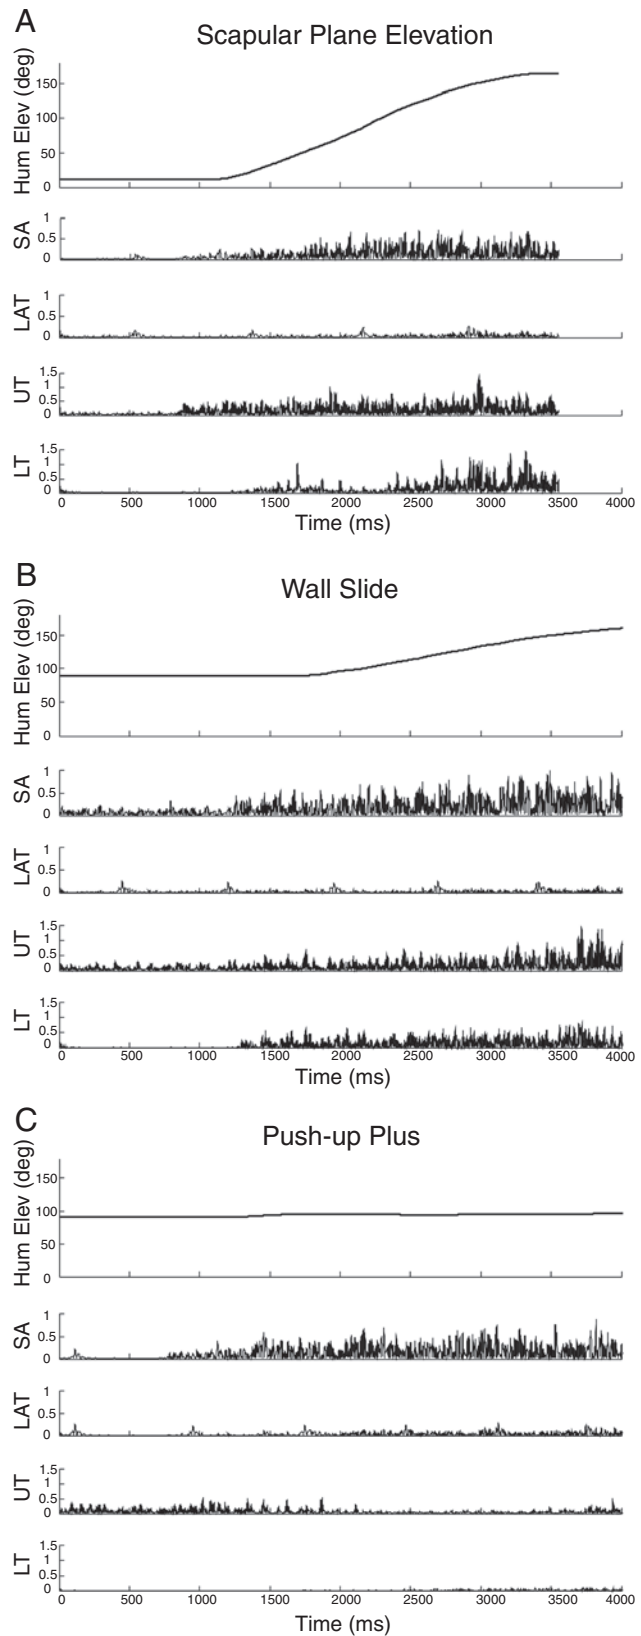 A
Scapular Plane Elevation
Hum Elev (deg)
150
100
50
0
SA
1
0.5
0
LAT
1
0.5
0
UT
1.5
1
0.5
0
LT
1.5
1
0.5
0
0 500 1000 1500 2000 2500 3000 3500 4000
Time (ms)
B
Wall Slide
Hum Elev (deg)
150
100
50
0
SA
1
0.5
0
LAT
1
0.5
0
UT
1.5
1
0.5
0
LT
1.5
1
0.5
0
0 500 1000 1500 2000 2500 3000 3500 4000
Time (ms)
C
Push-up Plus
Hum Elev (deg)
150
100
50
0
SA
1
0.5
0
LAT
1
0.5
0
UT
1.5
1
0.5
0
LT
1.5
1
0.5
0
0 500 1000 1500 2000 2500 3000 3500 4000
Time (ms)